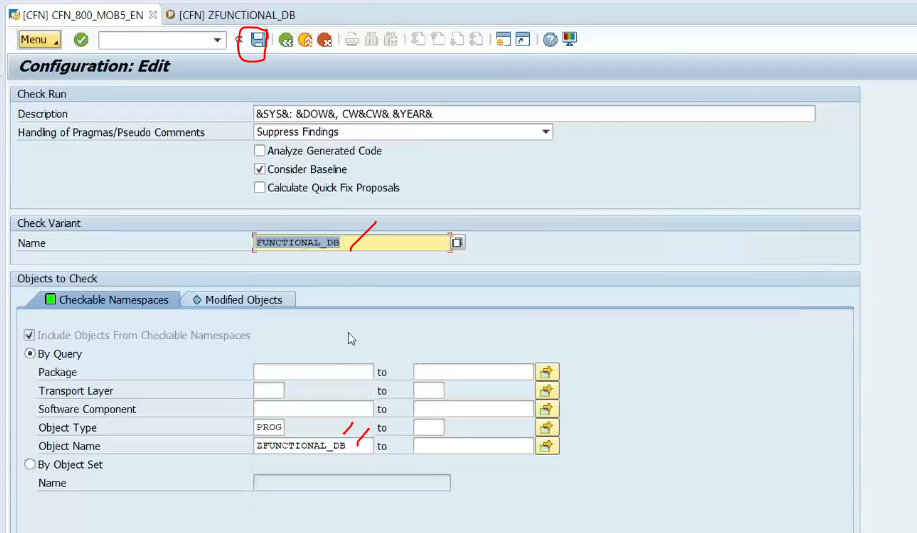 [CFN] CFN_800_MOB5_EN [CFN] ZFUNCTIONAL_DB
Menu
Configuration: Edit
Check Run
Description &SYS&: &DOW&, CW&CW& &YEAR&
Handling of Pragmas/Pseudo Comments Suppress Findings
Analyze Generated Code
Consider Baseline
Calculate Quick Fix Proposals
Check Variant
Name FUNCTIONAL_DB
Objects to Check
Checkable Namespaces Modified Objects
Include Objects From Checkable Namespaces
By Query
Package to
Transport Layer to
Software Component to
Object Type PROG to
Object Name ZFUNCTIONAL_DB to
By Object Set
Name